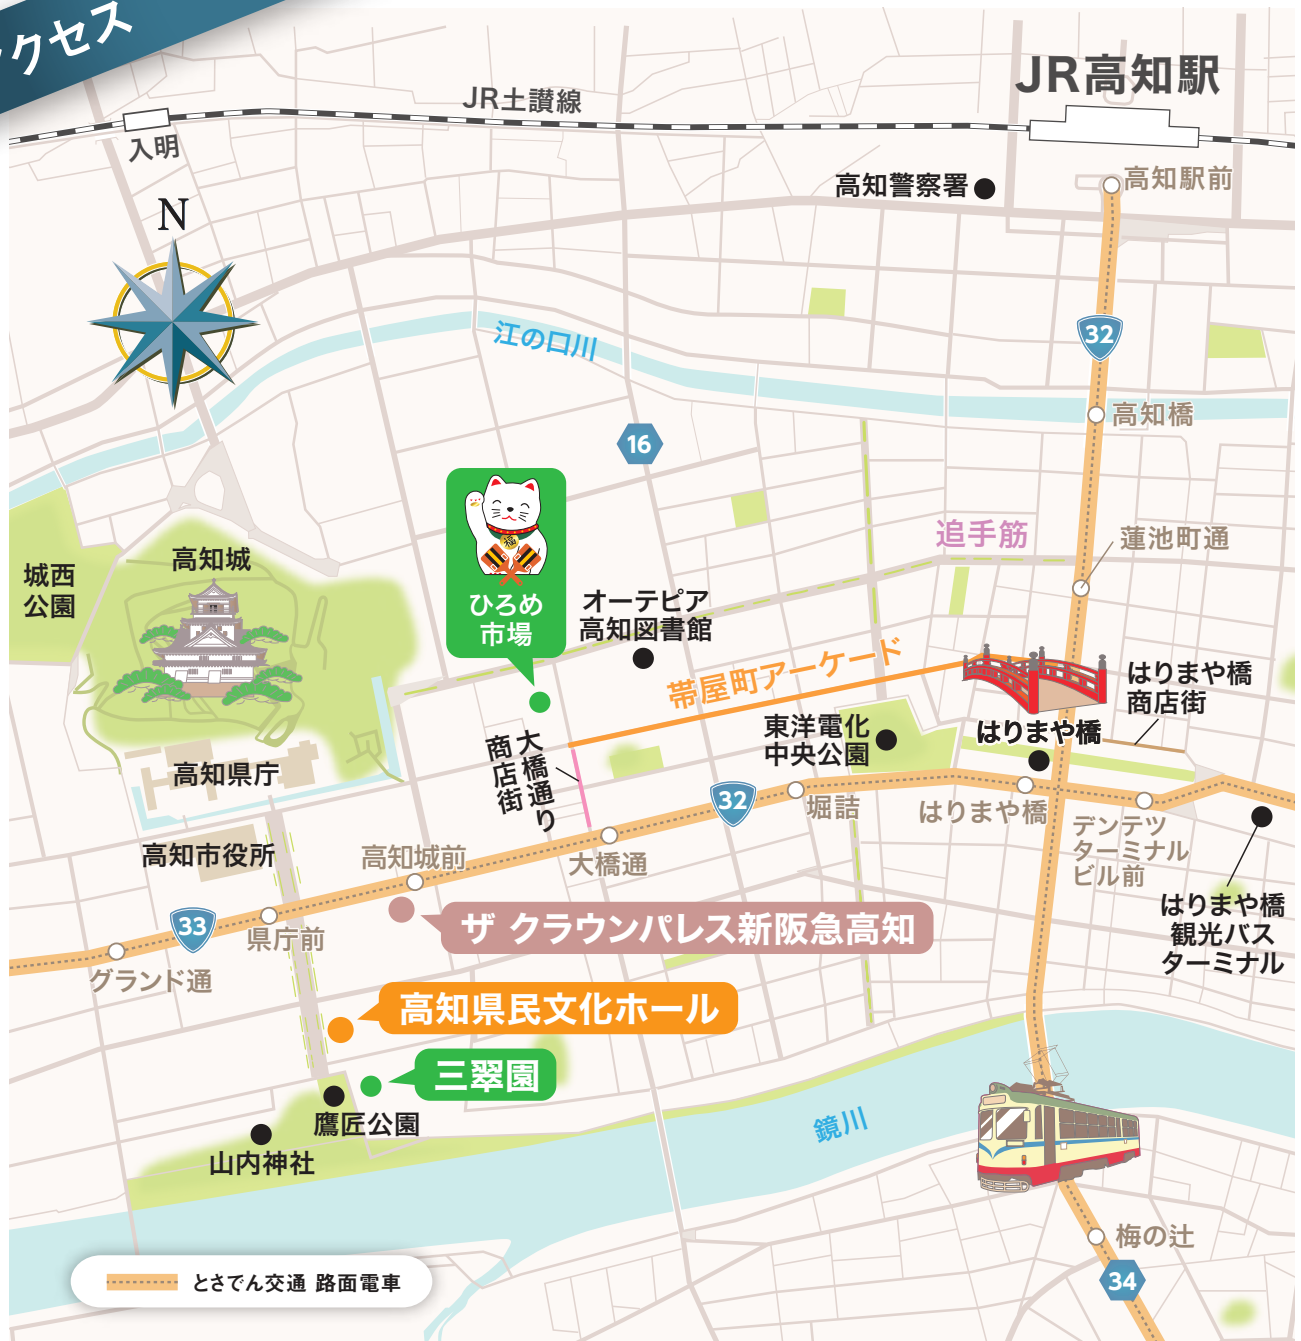 クセス
JR土讃線
JR高知駅
入明
高知警察署
高知駅前
N
江の口川
32
高知橋
16
追手筋
蓮池町通
高知城
城西
公園
ひろめ
市場
福
オーテピア
高知図書館
帯屋町アーケード
はりまや橋
商店街
東洋電化
中央公園
はりまや橋
大橋通り
商店街
高知県庁
32
堀詰
はりまや橋
デンテツ
ターミナル
ビル前
高知市役所
高知城前
大橋通
はりまや橋
観光バス
ターミナル
33
県庁前
ザ クラウンパレス新阪急高知
グランド通
高知県民文化ホール
三翠園
鷹匠公園
山内神社
鏡川
梅の辻
34
とさでん交通 路面電車